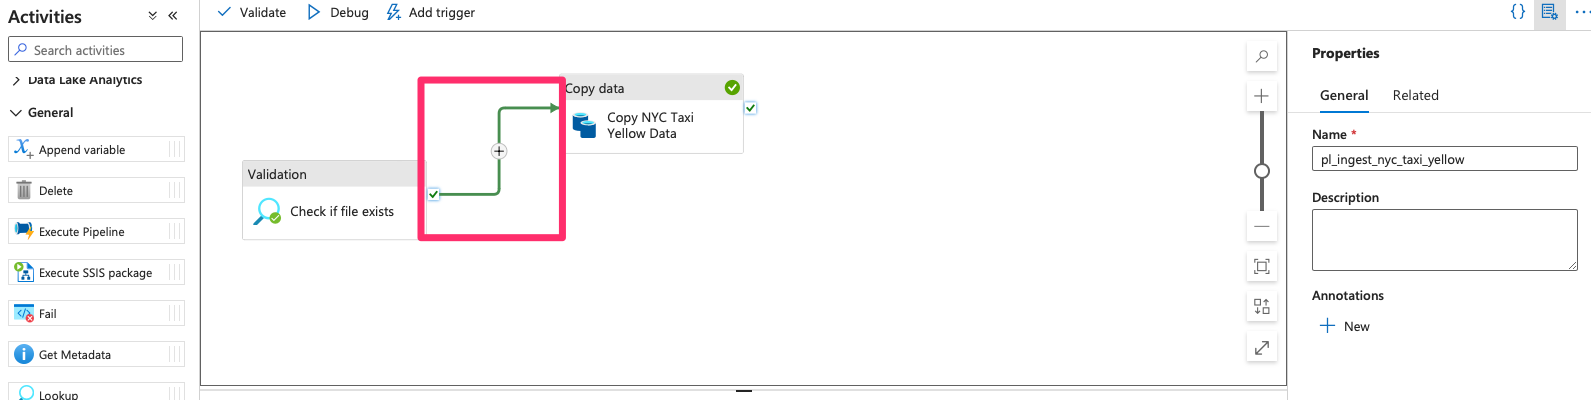 Activities
Search activities
Data Lake Analytics
General
Append variable
Delete
Execute Pipeline
Execute SSIS package
Fail
Get Metadata
Lookup
Validate
Debug
Add trigger
Copy data
Copy NYC Taxi
Yellow Data
Validation
Check if file exists
Properties
General
Related
Name *
pl_ingest_nyc_taxi_yellow
Description
Annotations
New